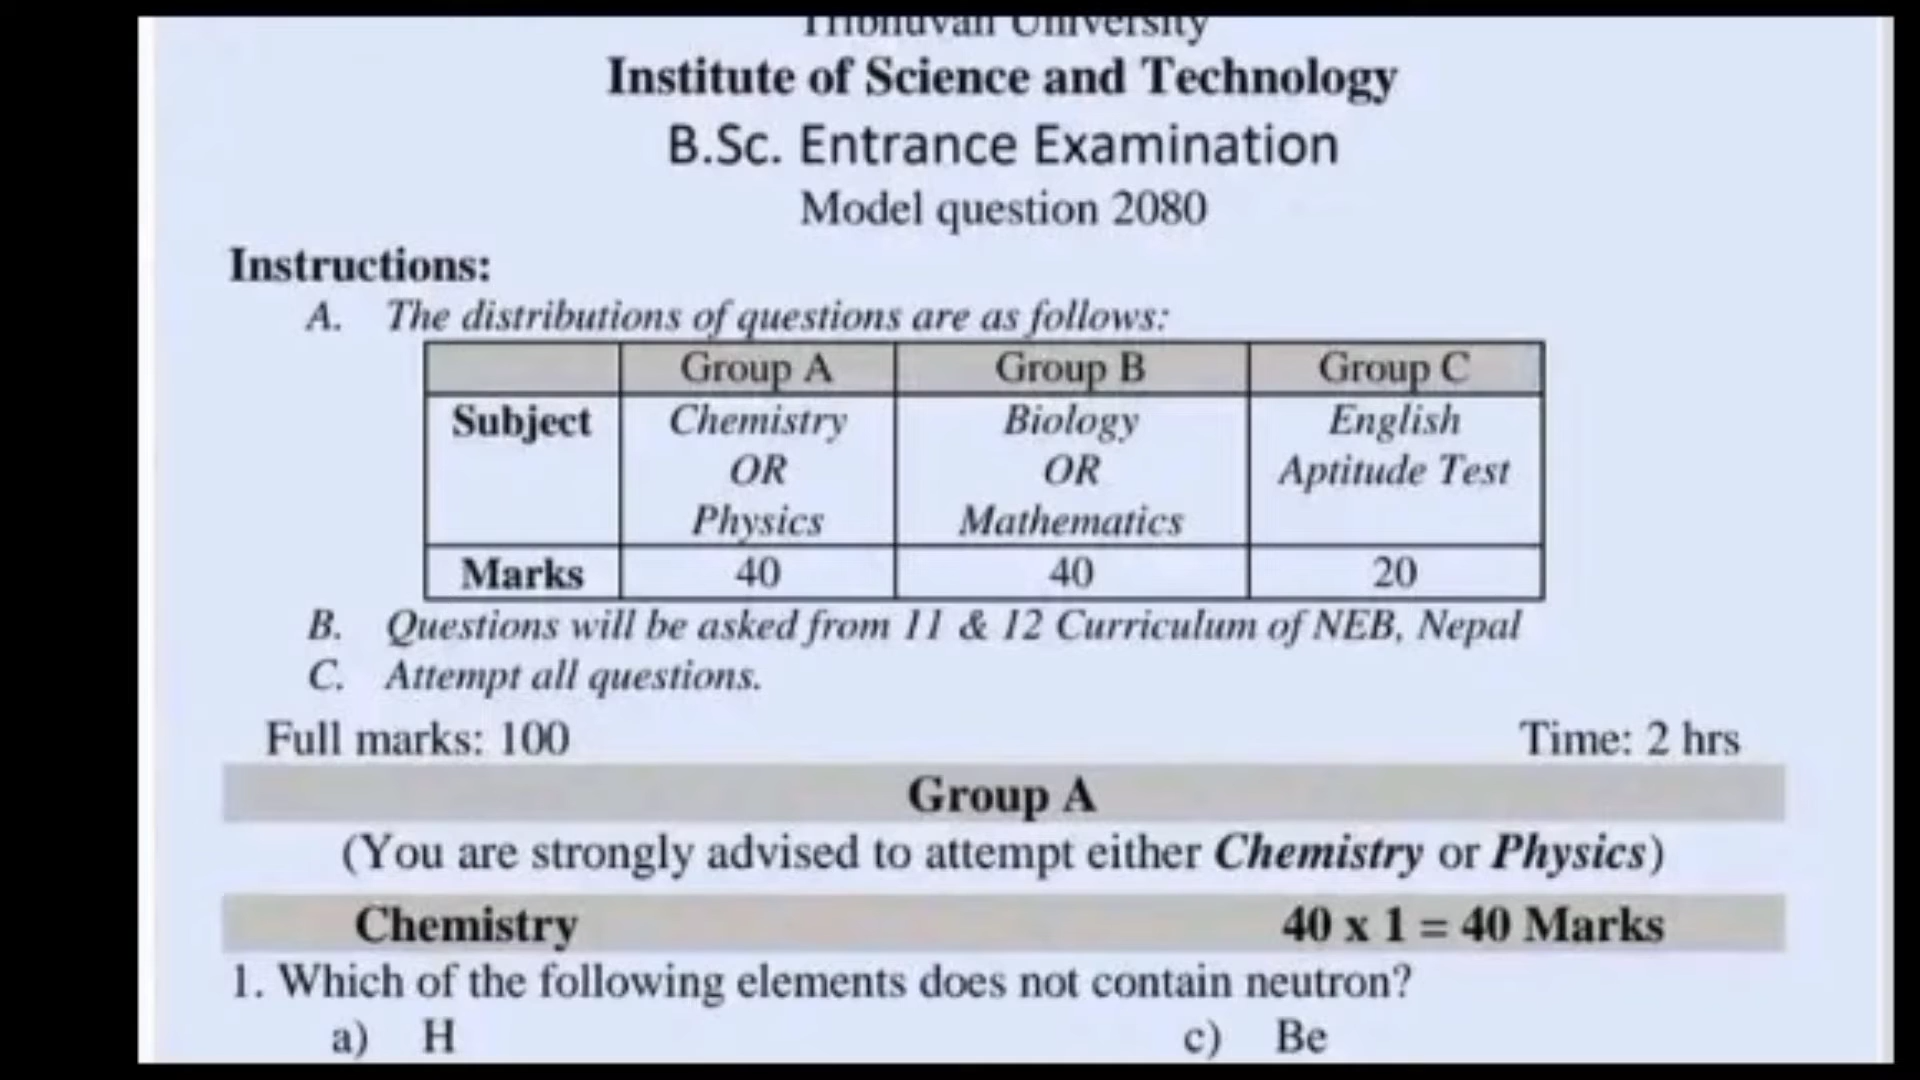 Tribhuvan University
Institute of Science and Technology
B.Sc. Entrance Examination
Model question 2080
Instructions:
A. The distributions of questions are as follows:
Group A Group B Group C
Subject Chemistry Biology English
OR OR Aptitude Test
Physics Mathematics
Marks 40 40 20
B. Questions will be asked from 11 & 12 Curriculum of NEB, Nepal
C. Attempt all questions.
Full marks: 100 Time: 2 hrs
Group A
(You are strongly advised to attempt either Chemistry or Physics)
Chemistry 40 x 1 = 40 Marks
1. Which of the following elements does not contain neutron?
a) H c) Be